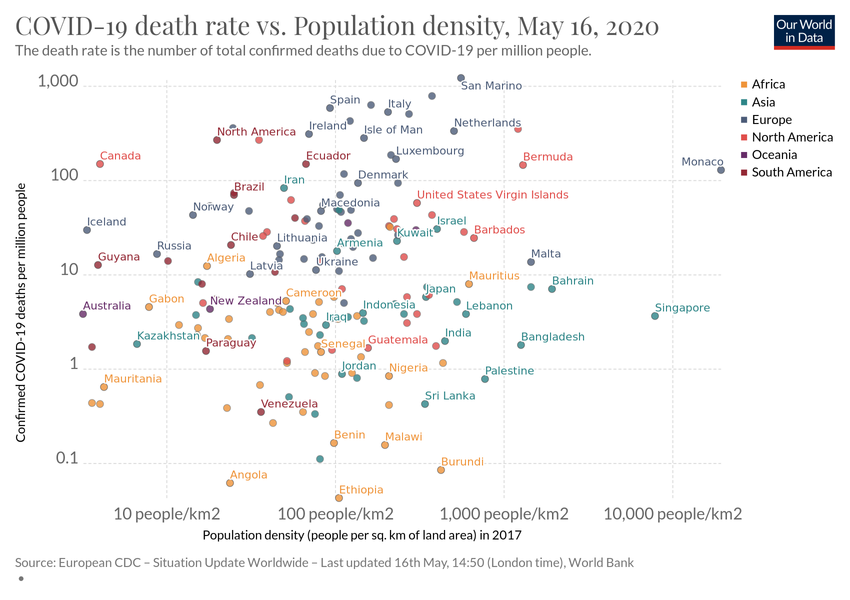 COVID-19 death rate vs. Population density, May 16, 2020
Our World
in Data
The death rate is the number of total confirmed deaths due to COVID-19 per million people.
Confirmed COVID-19 deaths per million people
1,000
100
10
1
0.1
San Marino
Spain
Italy
Ireland
Isle of Man
Netherlands
North America
Canada
Ecuador
Luxembourg
Bermuda
Monaco
Iran
Denmark
Brazil
United States Virgin Islands
Norway
Macedonia
Iceland
Israel
Barbados
Kuwait
Chile
Lithuania
Armenia
Russia
Guyana
Algeria
Latvia
Ukraine
Malta
Mauritius
Bahrain
Japan
Cameroon
Gabon
New Zealand
Australia
Indonesia
Lebanon
Singapore
Iraq
Kazakhstan
Paraguay
Senegal
Guatemala
India
Bangladesh
Jordan
Nigeria
Palestine
Mauritania
Sri Lanka
Venezuela
Benin
Malawi
Burundi
Angola
Ethiopia
Africa
Asia
Europe
North America
Oceania
South America
10 people/km2
100 people/km2
1,000 people/km2
10,000 people/km2
Population density (people per sq. km of land area) in 2017
Source: European CDC – Situation Update Worldwide – Last updated 16th May, 14:50 (London time), World Bank